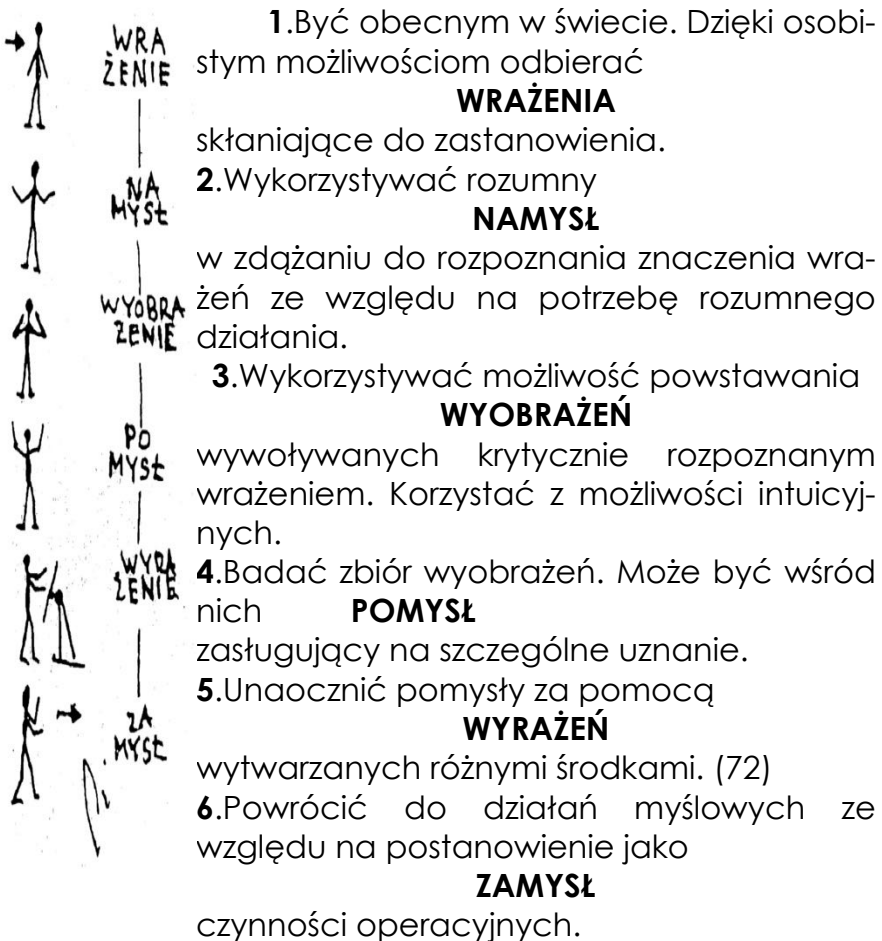 WRA
ŻENIE
NA
MYSŁ
WYOBRA
ŻENIE
PO
MYSŁ
WYRA
ŻENIE
ZA
MYSŁ
1.Być obecnym w świecie. Dzięki osobi-
stym możliwościom odbierać
WRAŻENIA
skłaniające do zastanowienia.
2.Wykorzystywać rozumny
NAMYSŁ
w zdążaniu do rozpoznania znaczenia wra-
żeń ze względu na potrzebę rozumnego
działania.
3.Wykorzystywać możliwość powstawania
WYOBRAŻEŃ
wywoływanych krytycznie rozpoznanym
wrażeniem. Korzystać z możliwości intuicyj-
nych.
4.Badać zbiór wyobrażeń. Może być wśród
nich POMYSŁ
zasługujący na szczególne uznanie.
5.Unaocznić pomysły za pomocą
WYRAŻEŃ
wytwarzanych różnymi środkami. (72)
6.Powrócić do działań myślowych ze
względu na postanowienie jako
ZAMYSŁ
czynności operacyjnych.